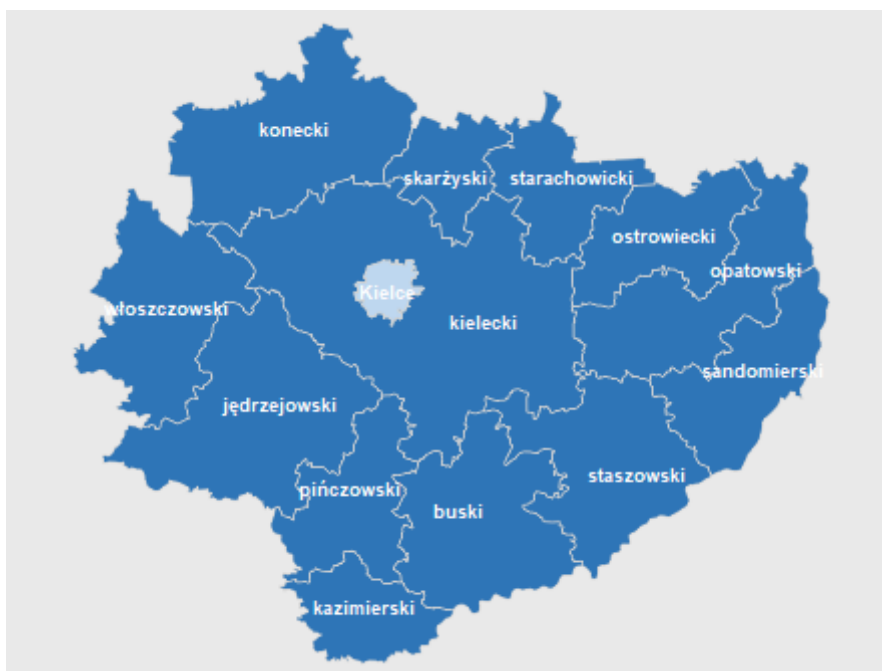 konecki
skarżyski
starachowicki
ostrowiecki
opatowski
Kielce
włoszczowski
kielecki
sandomierski
jędrzejowski
staszowski
pińczowski
buski
kazimierski